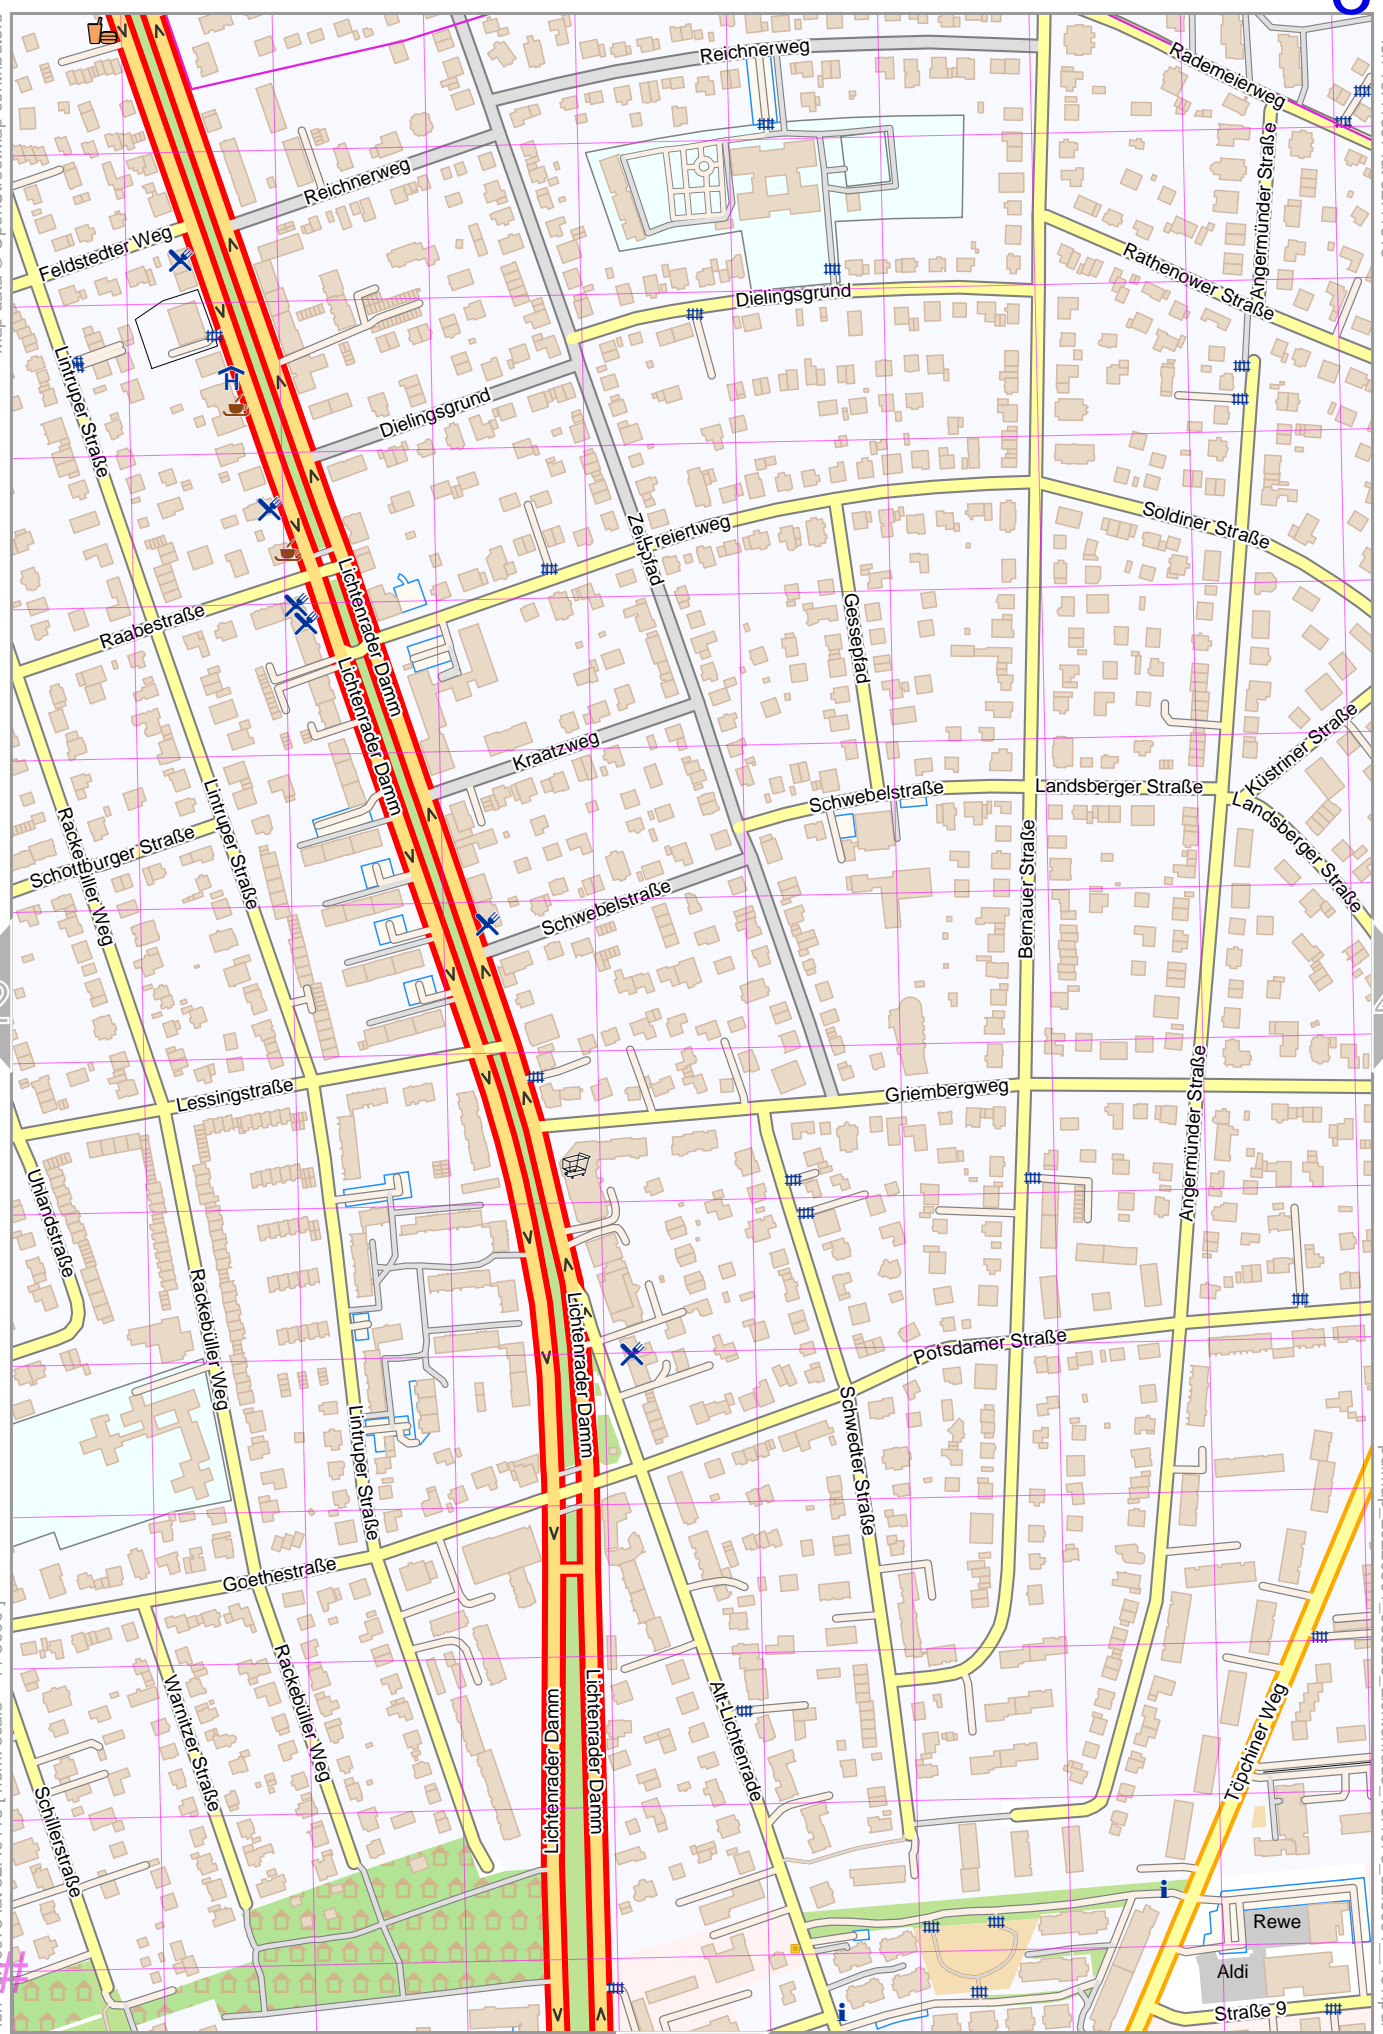 Reichnerweg
Rademeierweg
Angermünder Straße
Reichnerweg
Feldstedter Weg
Rathenower Straße
Dielingsgrund
H
Lintruper Straße
Dielingsgrund
Zeißpfad
Freiertweg
Soldiner Straße
Lichtenrader Damm
Raabestraße
Gessepfad
Lichtenrader Damm
Kraatzweg
Küstriner Straße
Schwebelstraße
Landsberger Straße
Landsberger Straße
Lintruper Straße
Rackebüller Weg
Schottburger Straße
Bernauer Straße
Schwebelstraße
Lessingstraße
Griembergweg
Angermünder Straße
Uhlandstraße
Rackebüller Weg
Lichtenrader Damm
Potsdamer Straße
Schwedter Straße
Lintruper Straße
Goethestraße
Rackebüller Weg
Warnitzer Straße
Lichtenrader Damm
Lichtenrader Damm
Alt-Lichtenrade
Töpchiner Weg
Schillerstraße
i
Rewe
#
Aldi
i
Straße 9